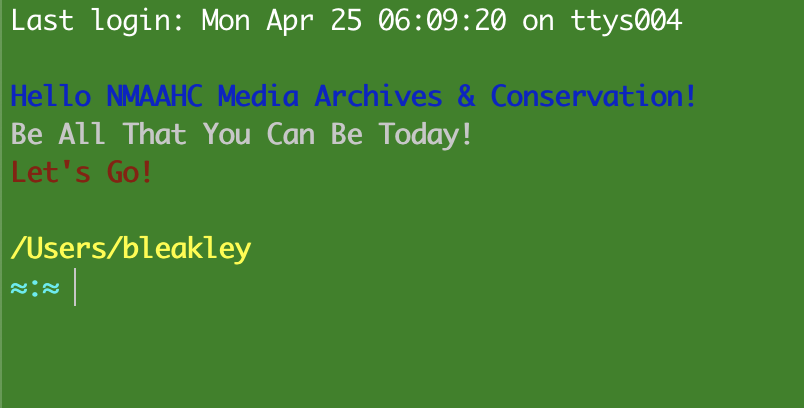 Last login: Mon Apr 25 06:09:20 on ttys004
Hello NMAAHC Media Archives & Conservation!
Be All That You Can Be Today!
Let's Go!
/Users/bleakley
≈:≈